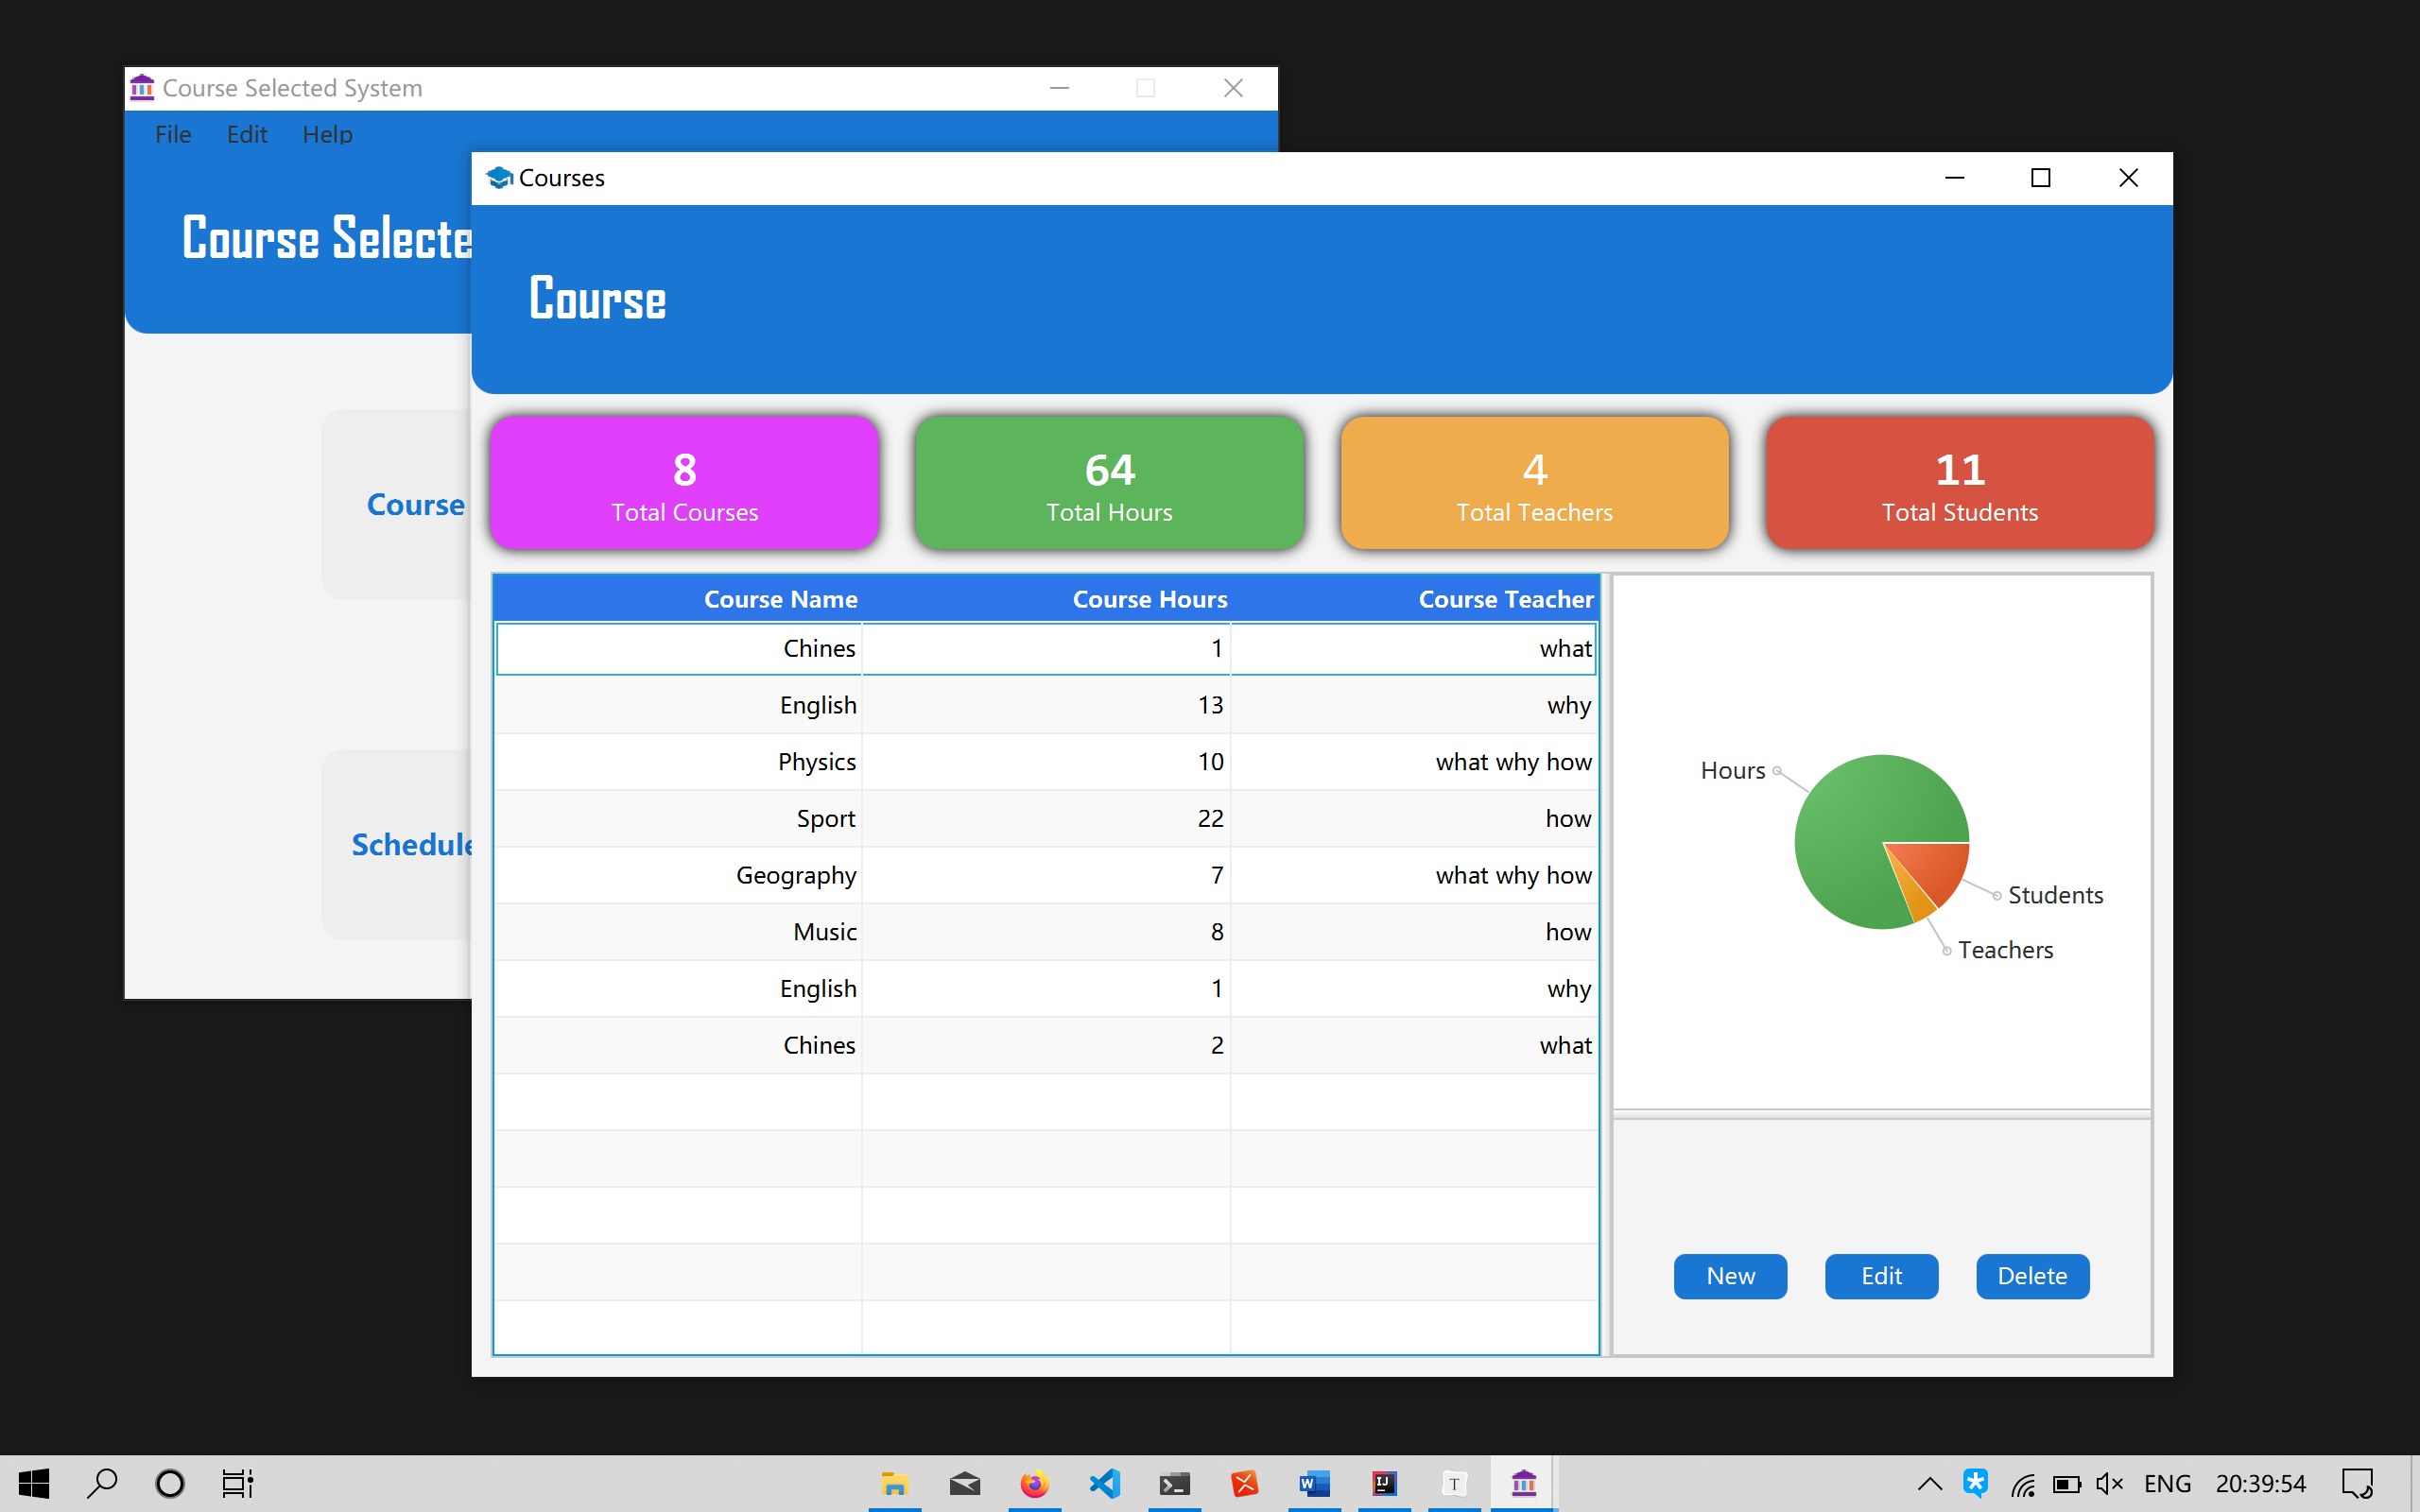 Course Selected System
File Edit Help
Course Selecte
Course
Schedule
Courses
Course
8
Total Courses
64
Total Hours
4
Total Teachers
11
Total Students
Course Name Course Hours Course Teacher
Chines 1 what
English 13 why
Physics 10 what why how
Sport 22 how
Geography 7 what why how
Music 8 how
English 1 why
Chines 2 what
Hours
Students
Teachers
New Edit Delete
ENG 20:39:54